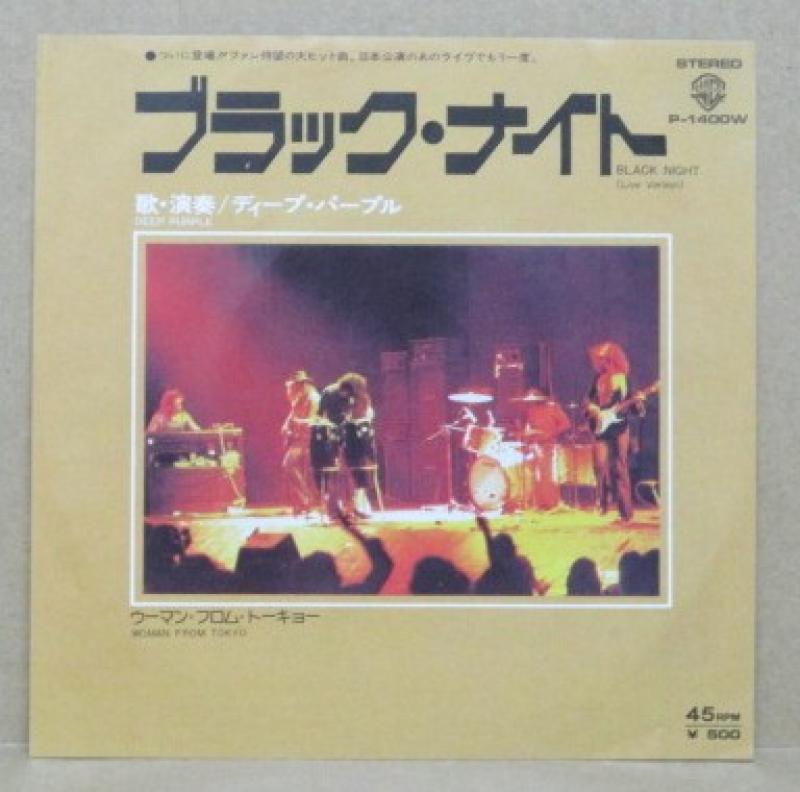 ●ついに登場!!ファン待望の大ヒット曲。日本公演のあのライヴでもう一度。
STEREO
P-1400W
ブラック・ナイト
BLACK NIGHT
(Live Version)
歌・演奏/ディープ・パープル
DEEP PURPLE
ウーマン・フロム・トーキョー
WOMAN FROM TOKYO
45RPM
¥ 500